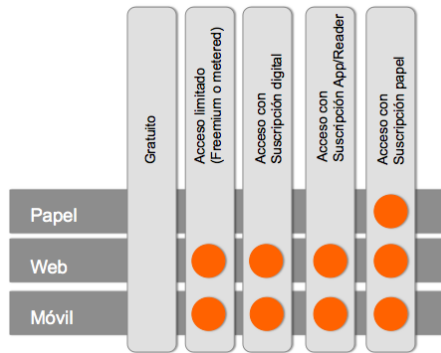 Gratuito
Acceso limitado
(Freemium o metered)
Acceso con
Suscripción digital
Acceso con
Suscripción App/Reader
Acceso con
Suscripción papel
Papel
Web
Móvil